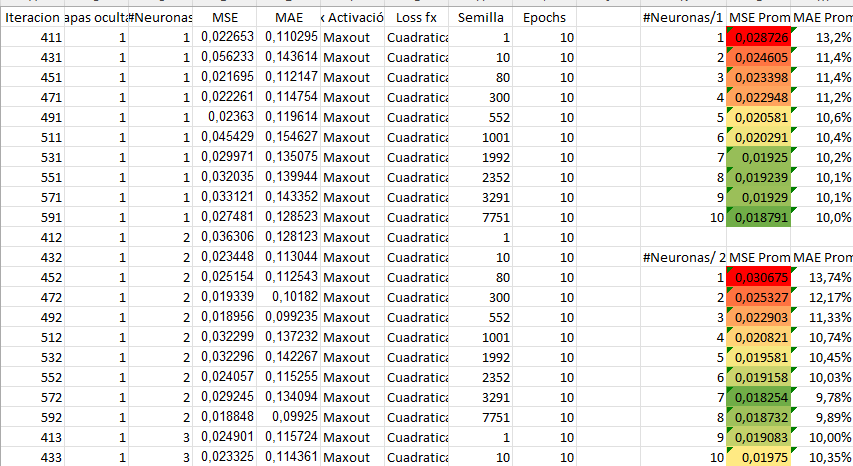 Iteracion apas oculta #Neuronas MSE MAE x Activació Loss fx Semilla Epochs #Neuronas/1 MSE Prom MAE Prom
411 1 1 0,022653 0,110295 Maxout Cuadratica 1 10 1 0,028726 13,2%
431 1 1 0,056233 0,143614 Maxout Cuadratica 10 10 2 0,024605 11,4%
451 1 1 0,021695 0,112147 Maxout Cuadratica 80 10 3 0,023398 11,4%
471 1 1 0,022261 0,114754 Maxout Cuadratica 300 10 4 0,022948 11,2%
491 1 1 0,02363 0,119614 Maxout Cuadratica 552 10 5 0,020581 10,6%
511 1 1 0,045429 0,154627 Maxout Cuadratica 1001 10 6 0,020291 10,4%
531 1 1 0,029971 0,135075 Maxout Cuadratica 1992 10 7 0,01925 10,2%
551 1 1 0,032035 0,139944 Maxout Cuadratica 2352 10 8 0,019239 10,1%
571 1 1 0,033121 0,143352 Maxout Cuadratica 3291 10 9 0,01929 10,1%
591 1 1 0,027481 0,128523 Maxout Cuadratica 7751 10 10 0,018791 10,0%
412 1 2 0,036306 0,128123 Maxout Cuadratica 1 10
432 1 2 0,023448 0,113044 Maxout Cuadratica 10 10 #Neuronas/ 2 MSE Prom MAE Prom
452 1 2 0,025154 0,112543 Maxout Cuadratica 80 10 1 0,030675 13,74%
472 1 2 0,019339 0,10182 Maxout Cuadratica 300 10 2 0,025327 12,17%
492 1 2 0,018956 0,099235 Maxout Cuadratica 552 10 3 0,022903 11,33%
512 1 2 0,032299 0,137232 Maxout Cuadratica 1001 10 4 0,020821 10,74%
532 1 2 0,032296 0,142267 Maxout Cuadratica 1992 10 5 0,019581 10,45%
552 1 2 0,024057 0,115255 Maxout Cuadratica 2352 10 6 0,019158 10,03%
572 1 2 0,029245 0,134094 Maxout Cuadratica 3291 10 7 0,018254 9,78%
592 1 2 0,018848 0,09925 Maxout Cuadratica 7751 10 8 0,018732 9,89%
413 1 3 0,024901 0,115724 Maxout Cuadratica 1 10 9 0,019083 10,00%
433 1 3 0,023325 0,114361 Maxout Cuadratica 10 10 10 0,01975 10,35%